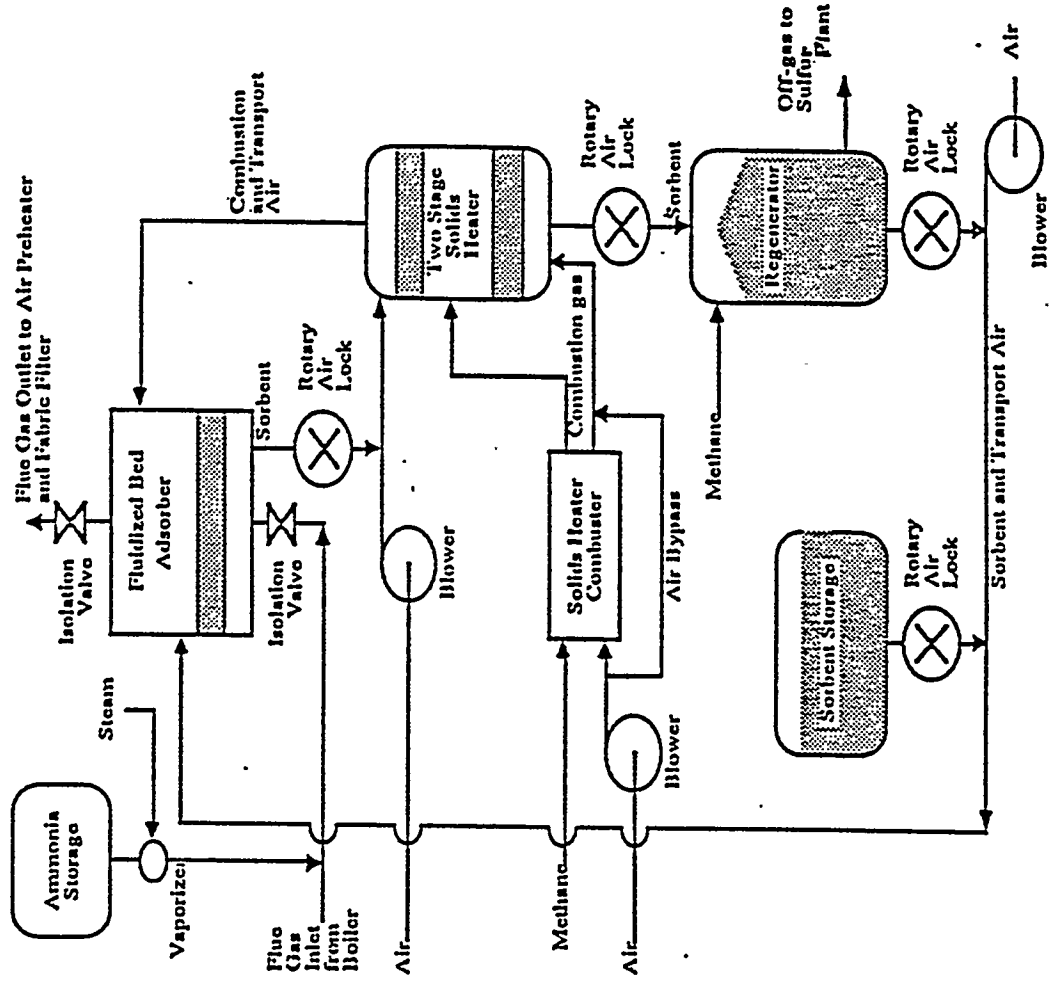 Flue Gas Outlet to Air Preheater
and Fabric Filter
Ammonia
Storage
Isolation
Valve
Steam
Fluidized Bed
Adsorber
Vaporizer
Combustion
and Transport
Air
Sorbent
Isolation
Valve
Flue
Gas
Inlet
from
Boiler
Rotary
Air
Lock
Air
Two Stage
Solids
Heater
Blower
Methane
Solids Heater
Combuster
Combustion gas
Rotary
Air
Lock
Air
Blower
Air Bypass
Sorbent
Methane
Regenerator
Off-gas to
Sulfur
Plant
Sorbent Storage
Rotary
Air
Lock
Rotary
Air
Lock
Sorbent and Transport Air
Air
Blower